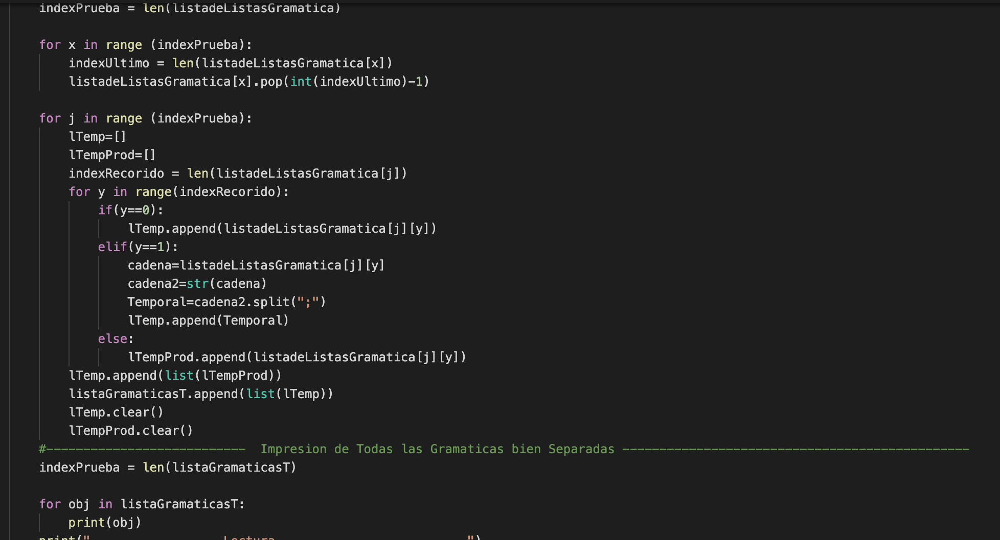 indexPrueba = len(listadeListasGramatica)
for x in range (indexPrueba):
indexUltimo = len(listadeListasGramatica[x])
listadeListasGramatica[x].pop(int(indexUltimo)-1)
for j in range (indexPrueba):
lTemp=[]
lTempProd=[]
indexRecorido = len(listadeListasGramatica[j])
for y in range(indexRecorido):
if(y==0):
lTemp.append(listadeListasGramatica[j][y])
elif(y==1):
cadena=listadeListasGramatica[j][y]
cadena2=str(cadena)
Temporal=cadena2.split(";")
lTemp.append(Temporal)
else:
lTempProd.append(listadeListasGramatica[j][y])
lTemp.append(list(lTempProd))
listaGramaticasT.append(list(lTemp))
lTemp.clear()
lTempProd.clear()
#--------------------------- Impresion de Todas las Gramaticas bien Separadas -----------------------------------------------
indexPrueba = len(listaGramaticasT)
for obj in listaGramaticasT:
print(obj)
print(" Lectura ")